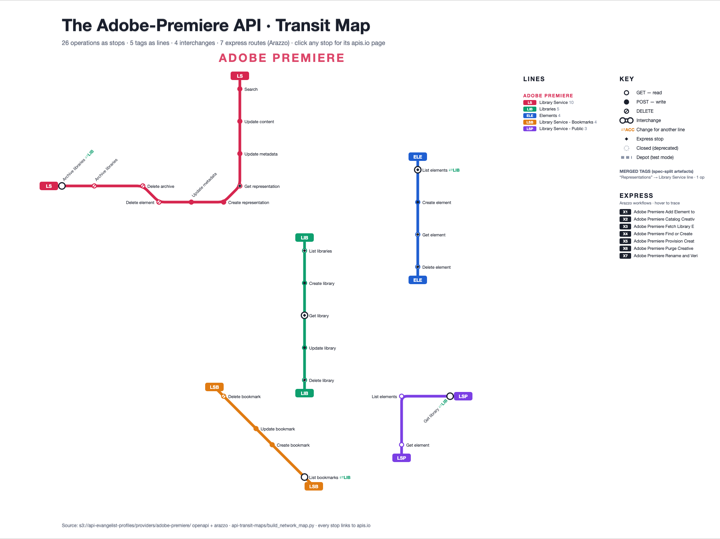 The Adobe-Premiere API · Transit Map
26 operations as stops · 5 tags as lines · 4 interchanges · 7 express routes (Arazzo) · click any stop for its apis.io page
ADOBE PREMIERE
LS
Search
Update content
Update metadata
Get representation
Create representation
Update metadata
Delete element
Delete archive
Archive libraries
Archive libraries ⇄LIB
LS
LIB
List libraries
Create library
Get library
Update library
Delete library
LIB
ELE
List elements ⇄LIB
Create element
Get element
Delete element
ELE
LSB
Delete bookmark
Update bookmark
Create bookmark
List bookmarks ⇄LIB
LSB
List elements
LSP
Get library ⇄LIB
Get element
LSP
LINES
ADOBE PREMIERE
LS Library Service 10
LIB Libraries 5
ELE Elements 4
LSB Library Service - Bookmarks 4
LSP Library Service - Public 3
KEY
GET — read
POST — write
DELETE
Interchange
⇄ACC Change for another line
Express stop
Closed (deprecated)
Depot (test mode)
MERGED TAGS (spec-split artefacts)
"Representations" → Library Service line · 1 op
EXPRESS
Arazzo workflows · hover to trace
X1 Adobe Premiere Add Element to
X2 Adobe Premiere Catalog Creativ
X3 Adobe Premiere Fetch Library E
X4 Adobe Premiere Find or Create
X5 Adobe Premiere Provision Creat
X6 Adobe Premiere Purge Creative
X7 Adobe Premiere Rename and Veri
Source: s3://api-evangelist-profiles/providers/adobe-premiere/ openapi + arazzo · api-transit-maps/build_network_map.py · every stop links to apis.io